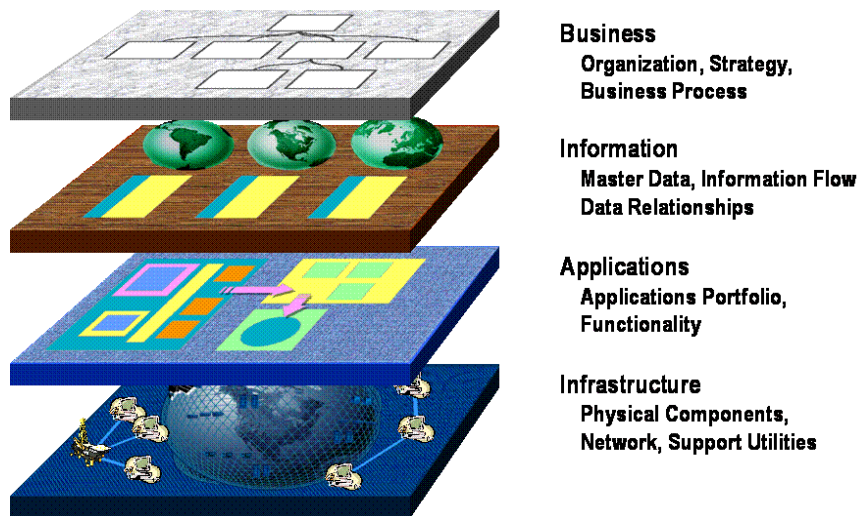 Business
Organization, Strategy,
Business Process
Information
Master Data, Information Flow
Data Relationships
Applications
Applications Portfolio,
Functionality
Infrastructure
Physical Components,
Network, Support Utilities